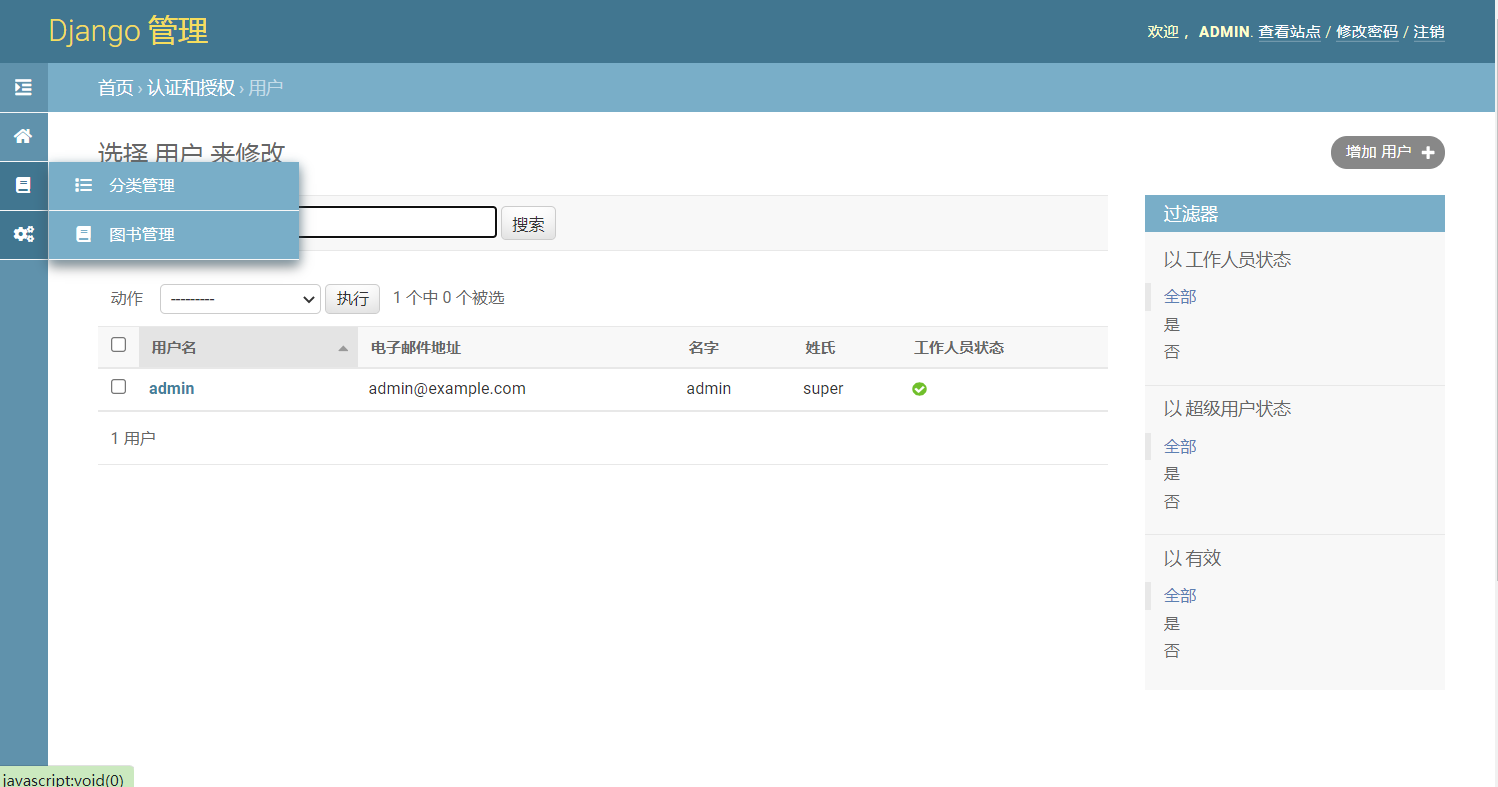 Django 管理
欢迎， ADMIN. 查看站点 / 修改密码 / 注销
首页 › 认证和授权 › 用户
选择 用户 来修改
增加 用户
分类管理
图书管理
搜索
动作 --------- 执行 1 个中 0 个被选
用户名 电子邮件地址 名字 姓氏 工作人员状态
admin admin@example.com admin super
1 用户
过滤器
以 工作人员状态
全部
是
否
以 超级用户状态
全部
是
否
以 有效
全部
是
否
javascript:void(0)